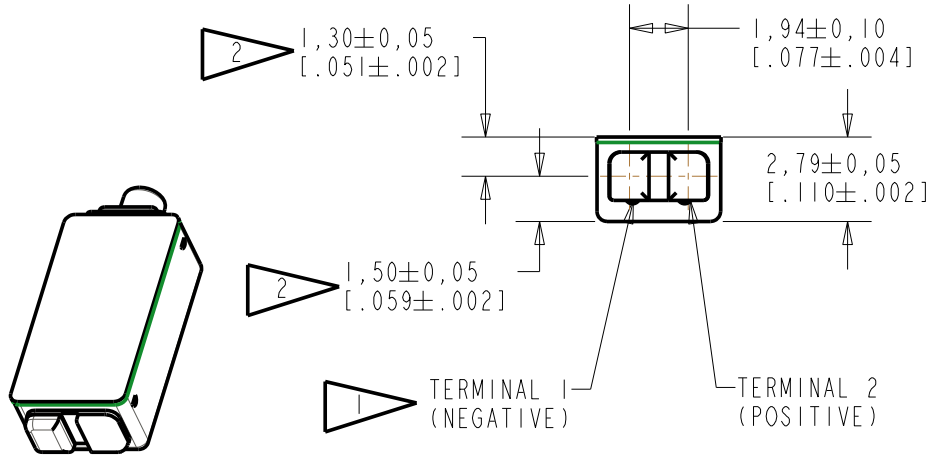 2
1,30±0,05
[.051±.002]
1,94±0,10
[.077±.004]
2,79±0,05
[.110±.002]
2
1,50±0,05
[.059±.002]
1
TERMINAL 1
(NEGATIVE)
TERMINAL 2
(POSITIVE)